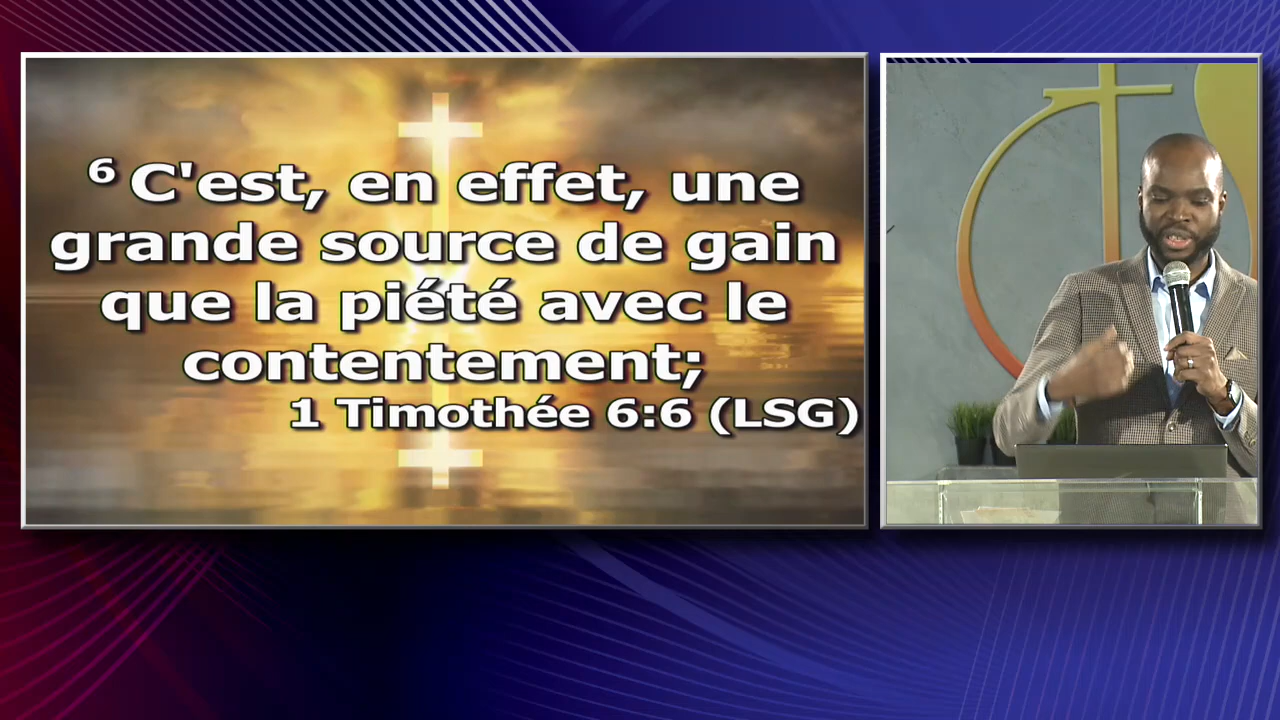 ⁶ C'est, en effet, une
grande source de gain
que la piété avec le
contentement;
1 Timothée 6:6 (LSG)